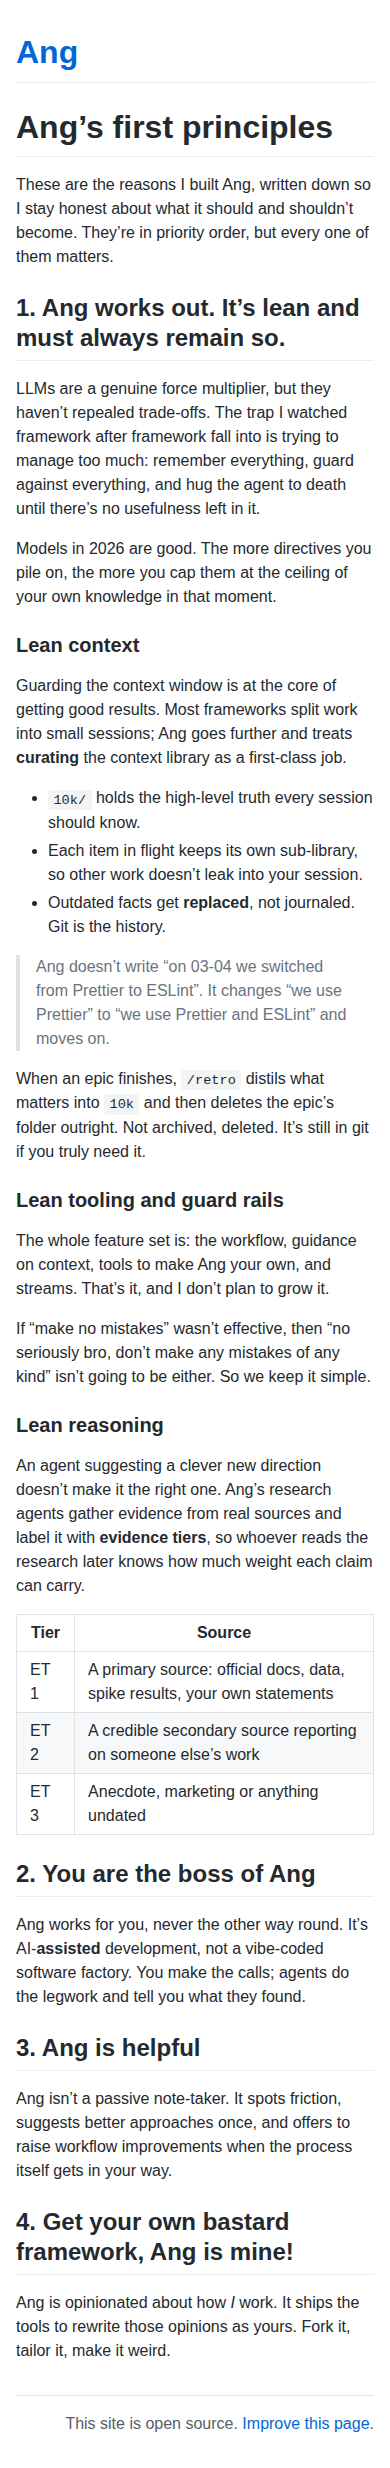 Ang
Ang’s first principles
These are the reasons I built Ang, written down so
I stay honest about what it should and shouldn’t
become. They’re in priority order, but every one of
them matters.
1. Ang works out. It’s lean and
must always remain so.
LLMs are a genuine force multiplier, but they
haven’t repealed trade-offs. The trap I watched
framework after framework fall into is trying to
manage too much: remember everything, guard
against everything, and hug the agent to death
until there’s no usefulness left in it.
Models in 2026 are good. The more directives you
pile on, the more you cap them at the ceiling of
your own knowledge in that moment.
Lean context
Guarding the context window is at the core of
getting good results. Most frameworks split work
into small sessions; Ang goes further and treats
curating the context library as a first-class job.
• 10k/ holds the high-level truth every session
should know.
• Each item in flight keeps its own sub-library,
so other work doesn’t leak into your session.
• Outdated facts get replaced, not journaled.
Git is the history.
Ang doesn’t write “on 03-04 we switched
from Prettier to ESLint”. It changes “we use
Prettier” to “we use Prettier and ESLint” and
moves on.
When an epic finishes, /retro distils what
matters into 10k and then deletes the epic’s
folder outright. Not archived, deleted. It’s still in git
if you truly need it.
Lean tooling and guard rails
The whole feature set is: the workflow, guidance
on context, tools to make Ang your own, and
streams. That’s it, and I don’t plan to grow it.
If “make no mistakes” wasn’t effective, then “no
seriously bro, don’t make any mistakes of any
kind” isn’t going to be either. So we keep it simple.
Lean reasoning
An agent suggesting a clever new direction
doesn’t make it the right one. Ang’s research
agents gather evidence from real sources and
label it with evidence tiers, so whoever reads the
research later knows how much weight each claim
can carry.
Tier Source
ET 1 A primary source: official docs, data,
spike results, your own statements
ET 2 A credible secondary source reporting
on someone else’s work
ET 3 Anecdote, marketing or anything
undated
2. You are the boss of Ang
Ang works for you, never the other way round. It’s
AI-assisted development, not a vibe-coded
software factory. You make the calls; agents do
the legwork and tell you what they found.
3. Ang is helpful
Ang isn’t a passive note-taker. It spots friction,
suggests better approaches once, and offers to
raise workflow improvements when the process
itself gets in your way.
4. Get your own bastard
framework, Ang is mine!
Ang is opinionated about how I work. It ships the
tools to rewrite those opinions as yours. Fork it,
tailor it, make it weird.
This site is open source. Improve this page.